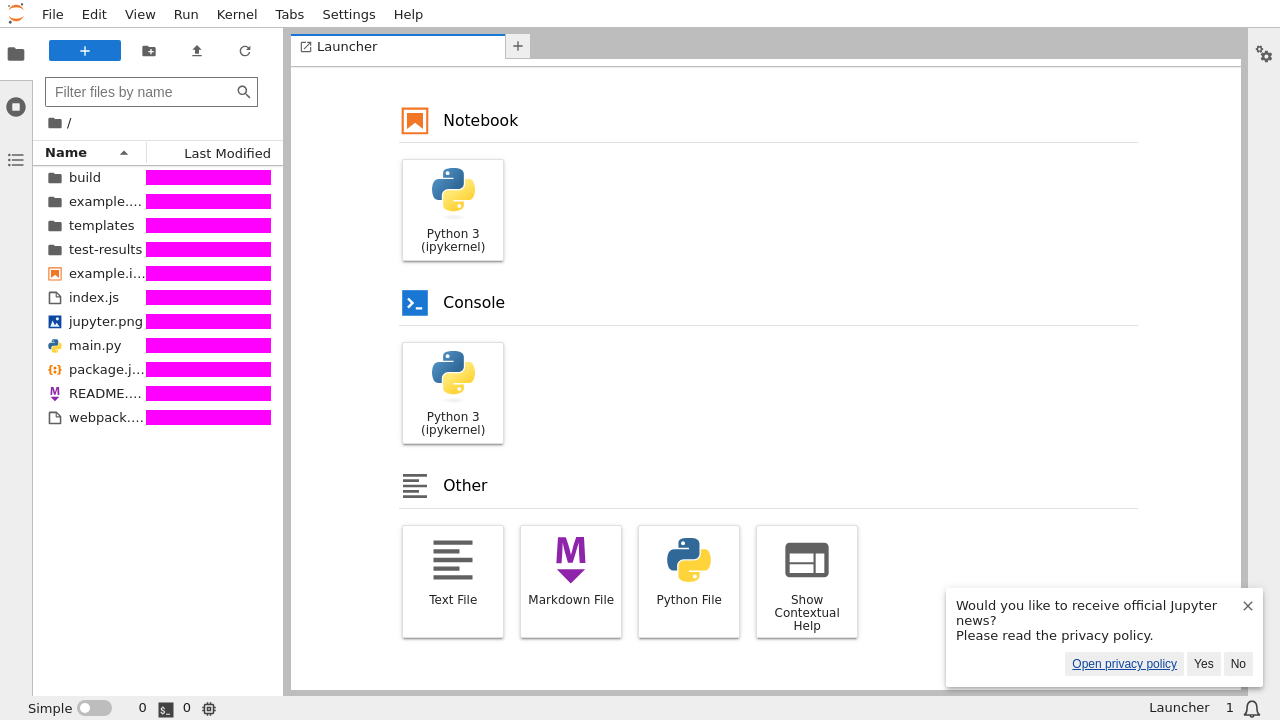 File Edit View Run Kernel Tabs Settings Help
Launcher
Filter files by name
/
Name Last Modified
build
example....
templates
test-results
example.i...
index.js
jupyter.png
main.py
package.j...
README....
webpack....
Notebook
Python 3
(ipykernel)
Console
Python 3
(ipykernel)
Other
Text File
Markdown File
Python File
Show
Contextual
Help
Would you like to receive official Jupyter
news?
Please read the privacy policy.
Open privacy policy Yes No
Simple 0 $_ 0 Launcher 1